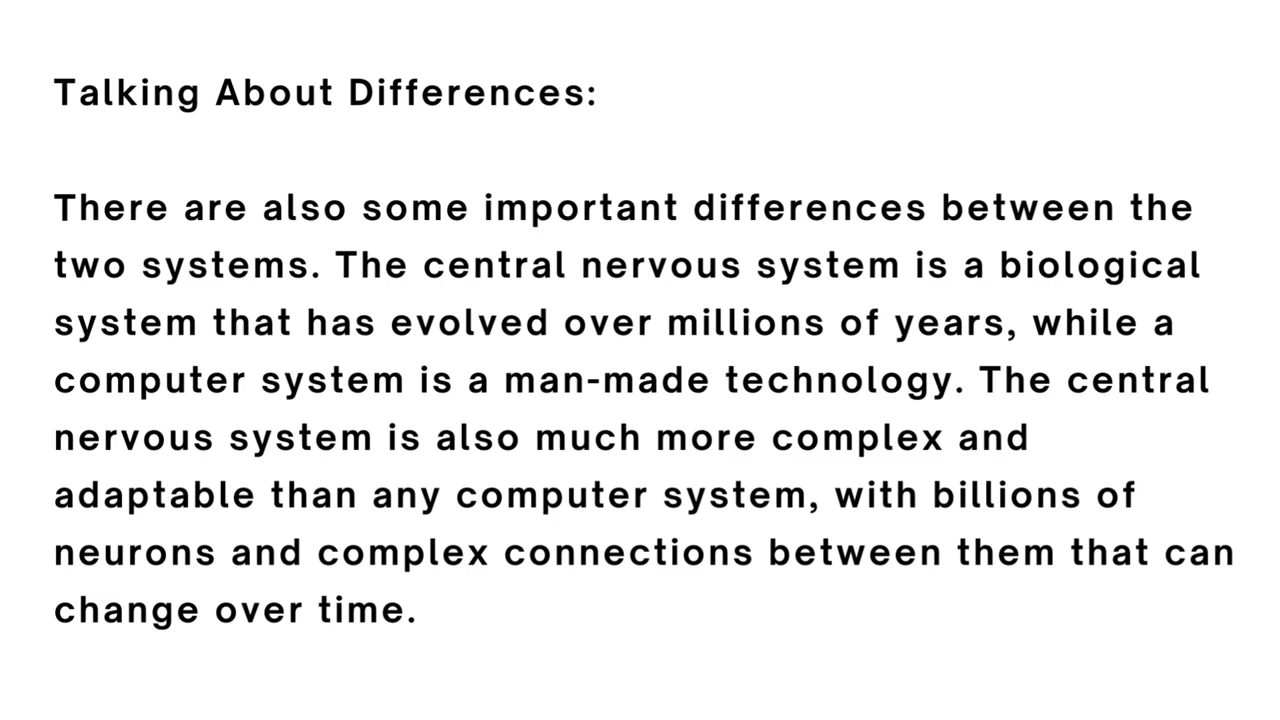 Talking About Differences:
There are also some important differences between the
two systems. The central nervous system is a biological
system that has evolved over millions of years, while a
computer system is a man-made technology. The central
nervous system is also much more complex and
adaptable than any computer system, with billions of
neurons and complex connections between them that can
change over time.